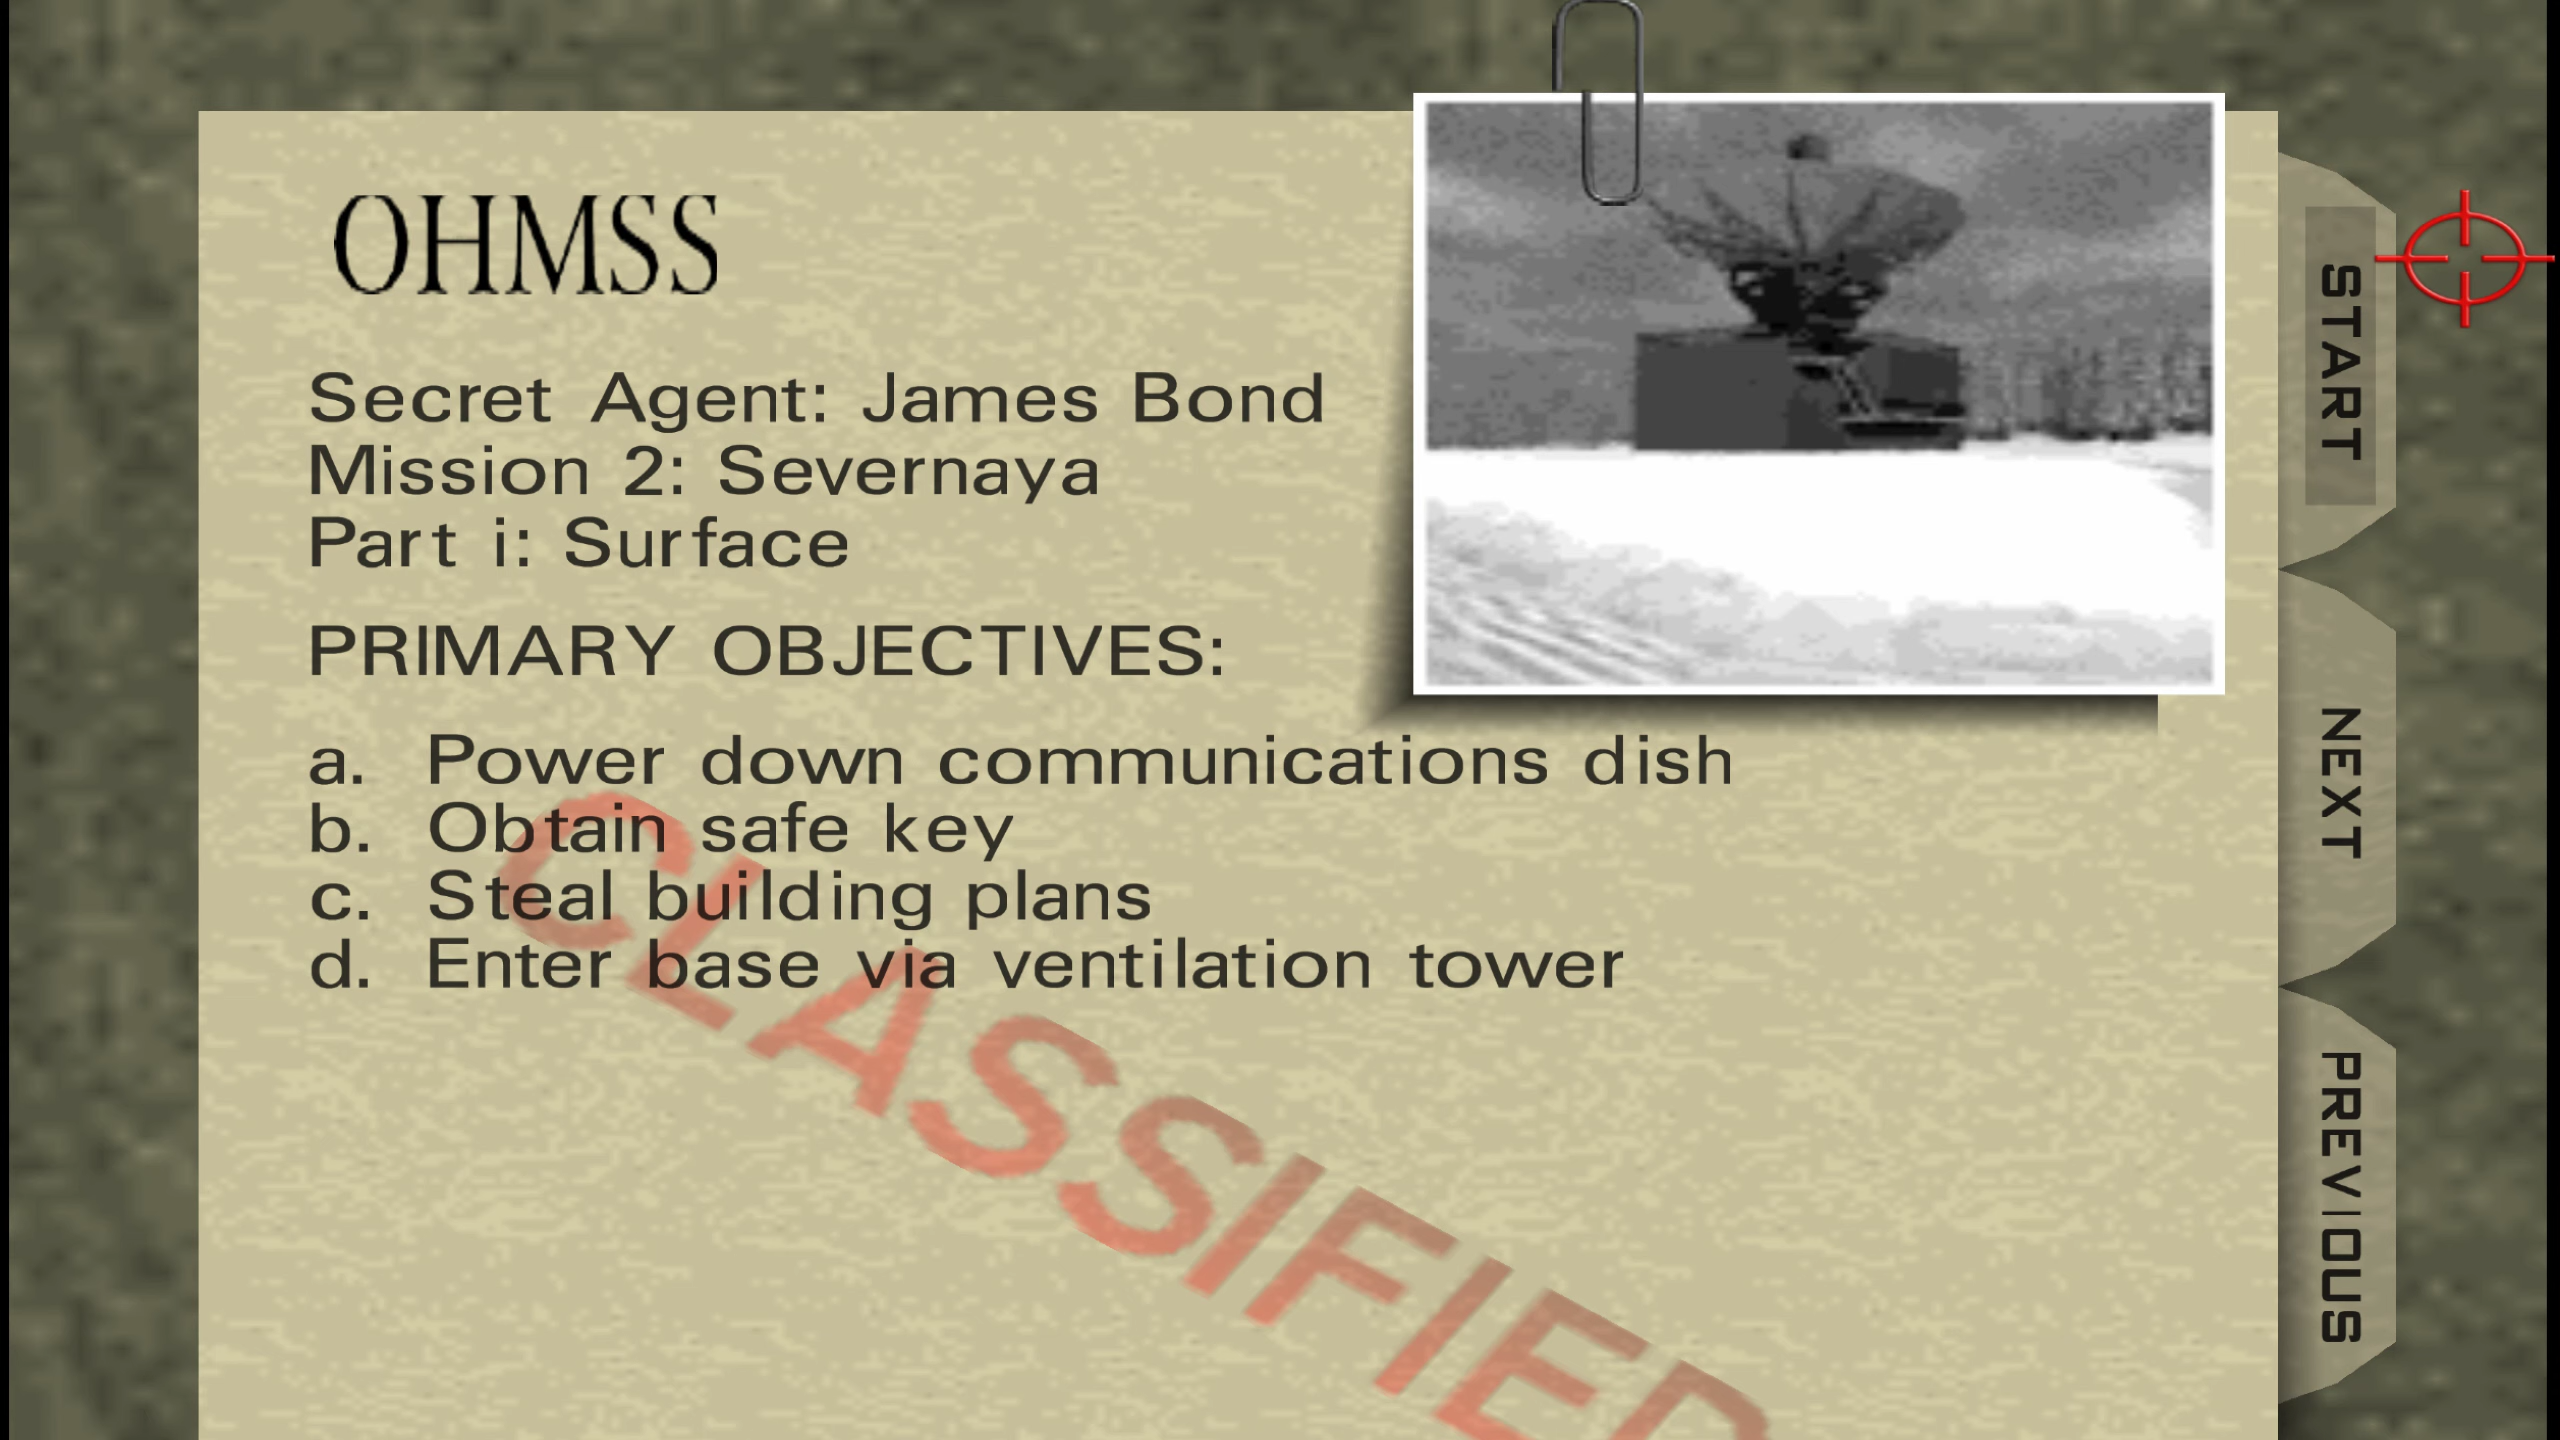 OHMSS
Secret Agent: James Bond
Mission 2: Severnaya
Part i: Surface
PRIMARY OBJECTIVES:
a. Power down communications dish
b. Obtain safe key
c. Steal building plans
d. Enter base via ventilation tower
CLASSIFIED
START
NEXT
PREVIOUS